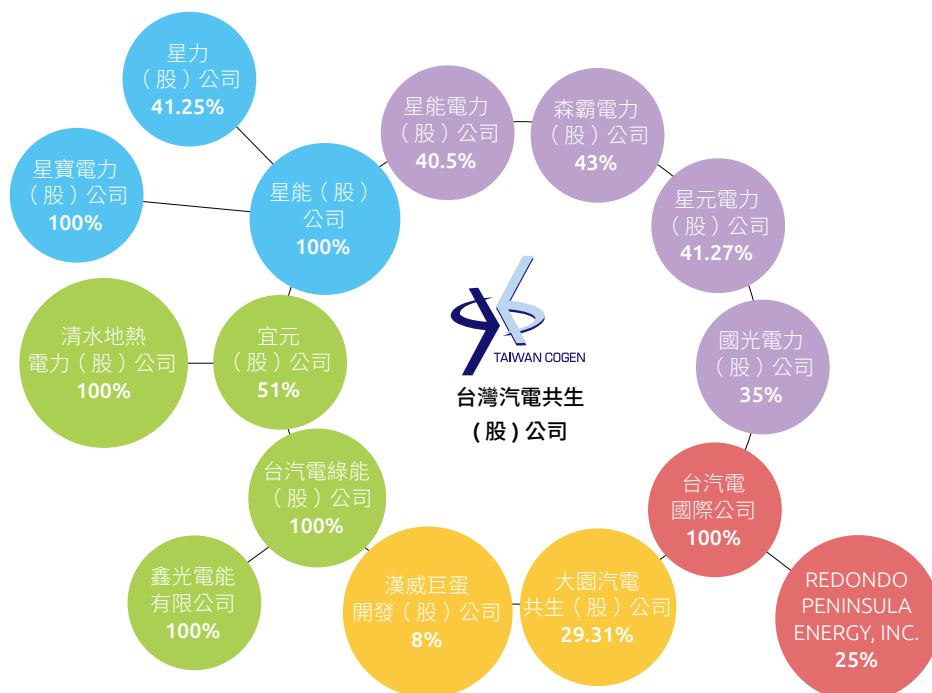 星力
（股）公司
41.25%
星能電力
（股）公司
40.5%
森霸電力
（股）公司
43%
星寶電力
（股）公司
100%
星能（股）
公司
100%
星元電力
（股）公司
41.27%
清水地熱
電力（股）公司
100%
宜元
（股）公司
51%
TAIWAN COGEN
台灣汽電共生
(股)公司
國光電力
（股）公司
35%
台汽電綠能
（股）公司
100%
台汽電
國際公司
100%
鑫光電能
有限公司
100%
漢威巨蛋
開發（股）公司
8%
大園汽電
共生（股）公司
29.31%
REDONDO
PENINSULA
ENERGY, INC.
25%